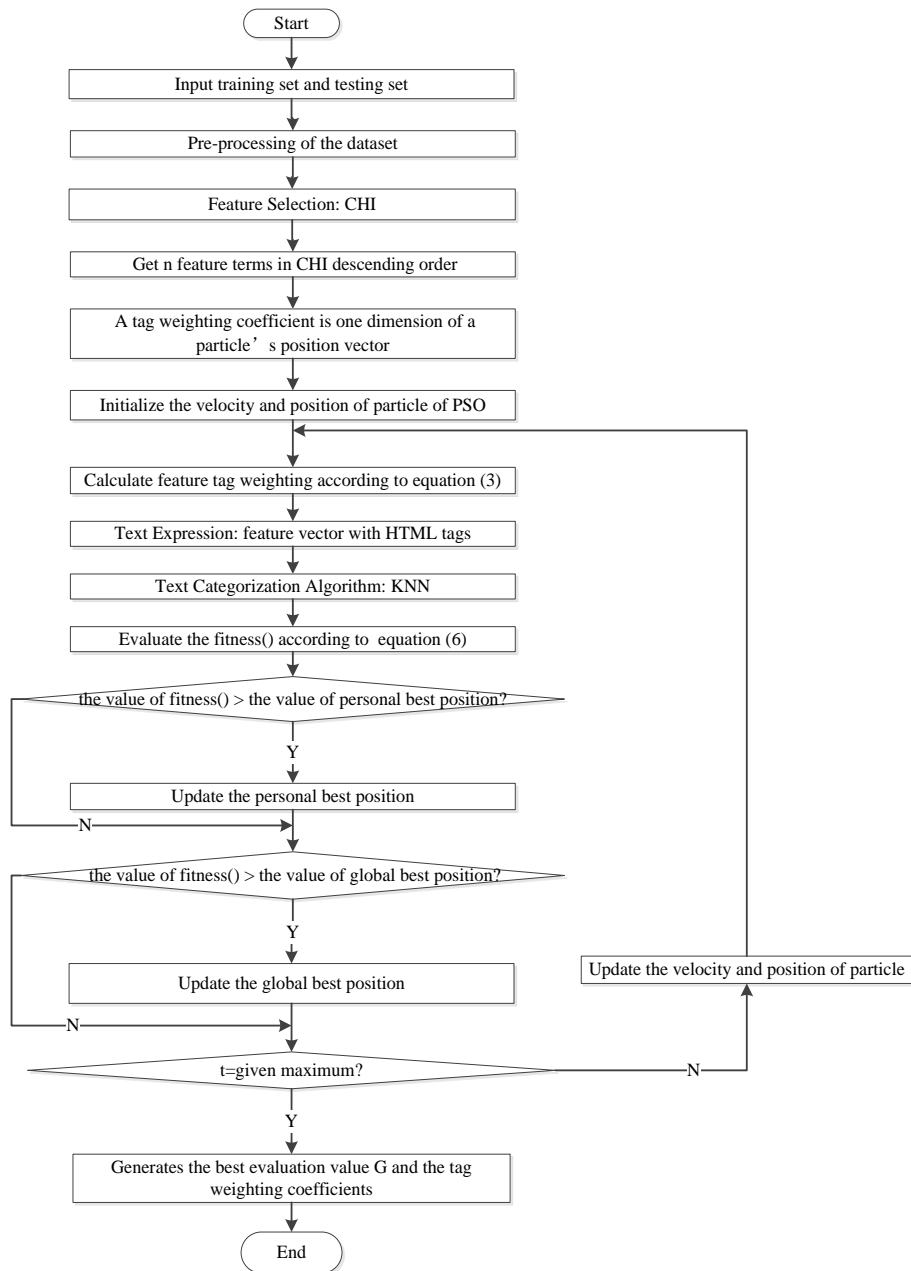 Start
Input training set and testing set
Pre-processing of the dataset
Feature Selection: CHI
Get n feature terms in CHI descending order
A tag weighting coefficient is one dimension of a
particle’s position vector
Initialize the velocity and position of particle of PSO
Calculate feature tag weighting according to equation (3)
Text Expression: feature vector with HTML tags
Text Categorization Algorithm: KNN
Evaluate the fitness() according to equation (6)
the value of fitness() > the value of personal best position?
Y
Update the personal best position
N
the value of fitness() > the value of global best position?
Y
Update the global best position
Update the velocity and position of particle
N
t=given maximum?
N
Y
Generates the best evaluation value G and the tag
weighting coefficients
End